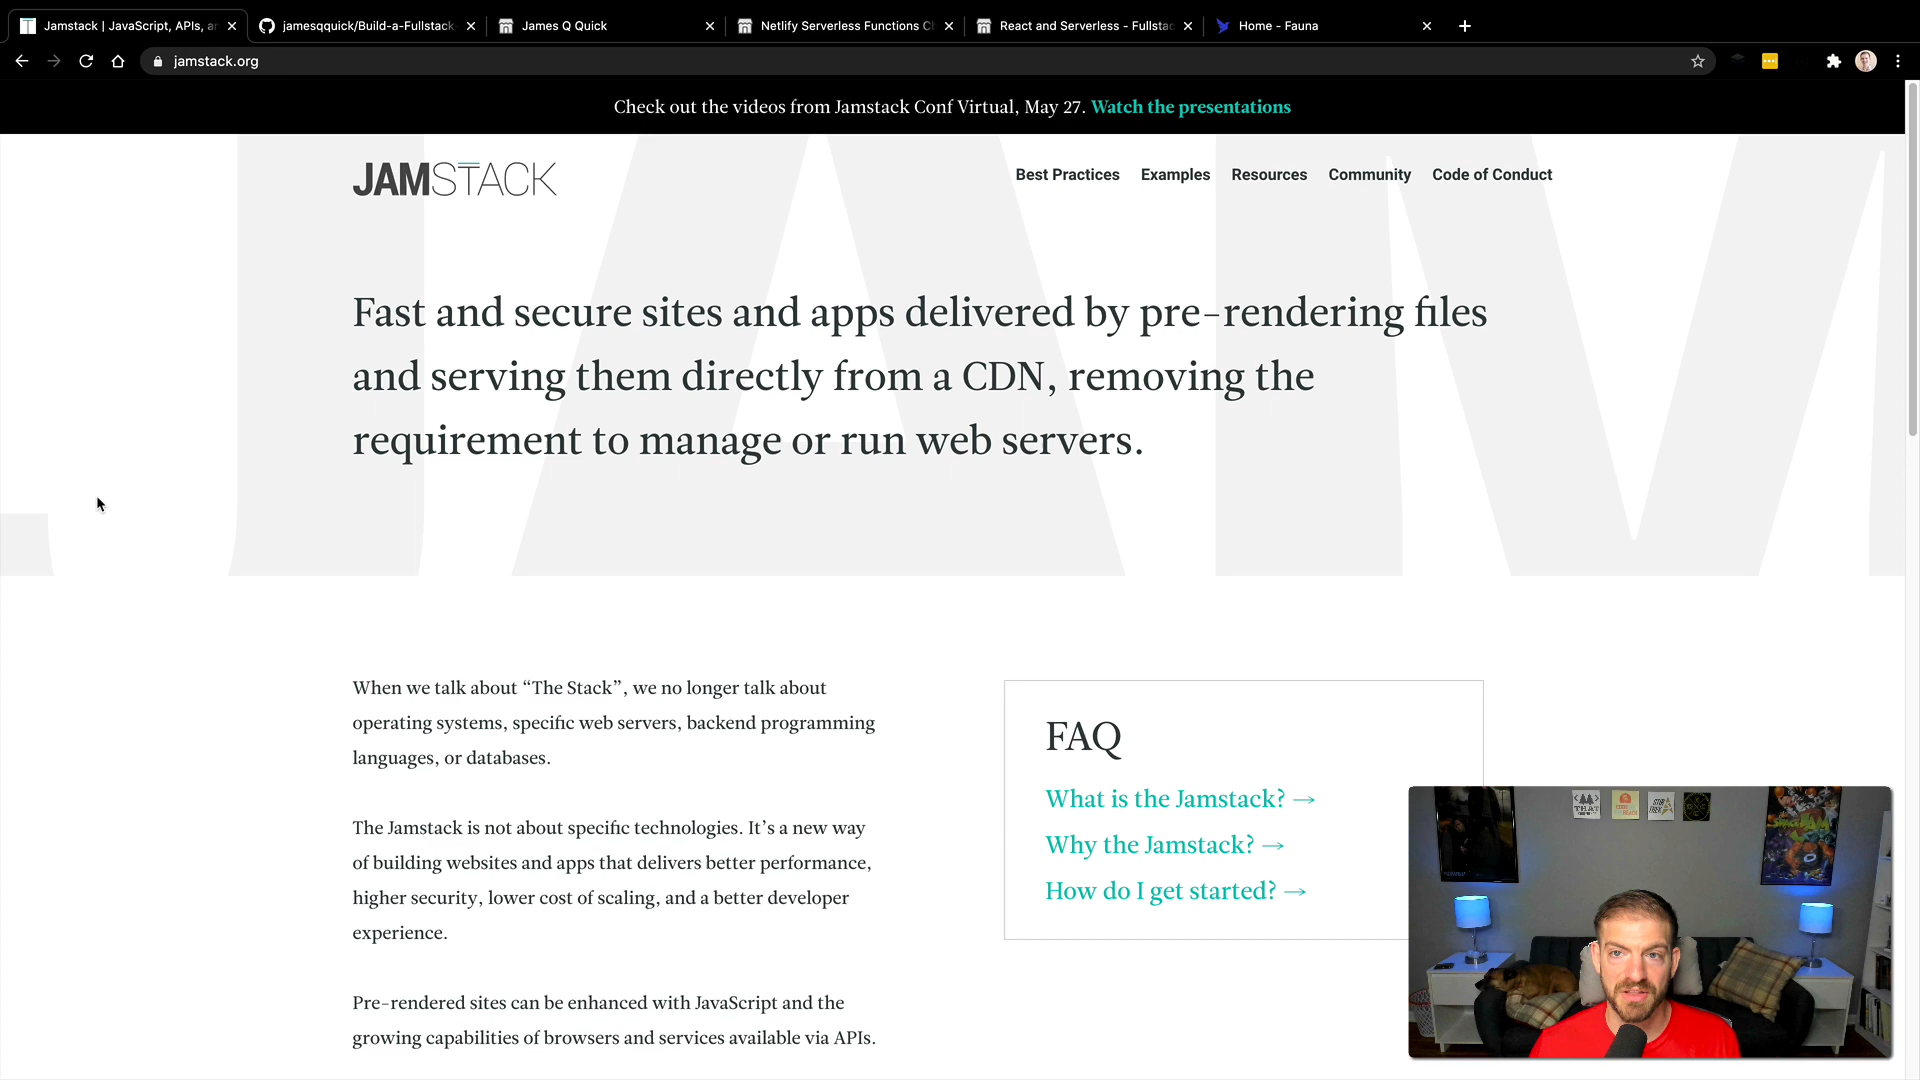 Jamstack | JavaScript, APIs, an
jamesqquick/Build-a-Fullstack-
James Q Quick
Netlify Serverless Functions C
React and Serverless - Fullstac
Home - Fauna
jamstack.org
Check out the videos from Jamstack Conf Virtual, May 27. Watch the presentations
JAMSTACK
Best Practices
Examples
Resources
Community
Code of Conduct
Fast and secure sites and apps delivered by pre-rendering files
and serving them directly from a CDN, removing the
requirement to manage or run web servers.
When we talk about “The Stack”, we no longer talk about
operating systems, specific web servers, backend programming
languages, or databases.
The Jamstack is not about specific technologies. It’s a new way
of building websites and apps that delivers better performance,
higher security, lower cost of scaling, and a better developer
experience.
Pre-rendered sites can be enhanced with JavaScript and the
growing capabilities of browsers and services available via APIs.
FAQ
What is the Jamstack? →
Why the Jamstack? →
How do I get started? →